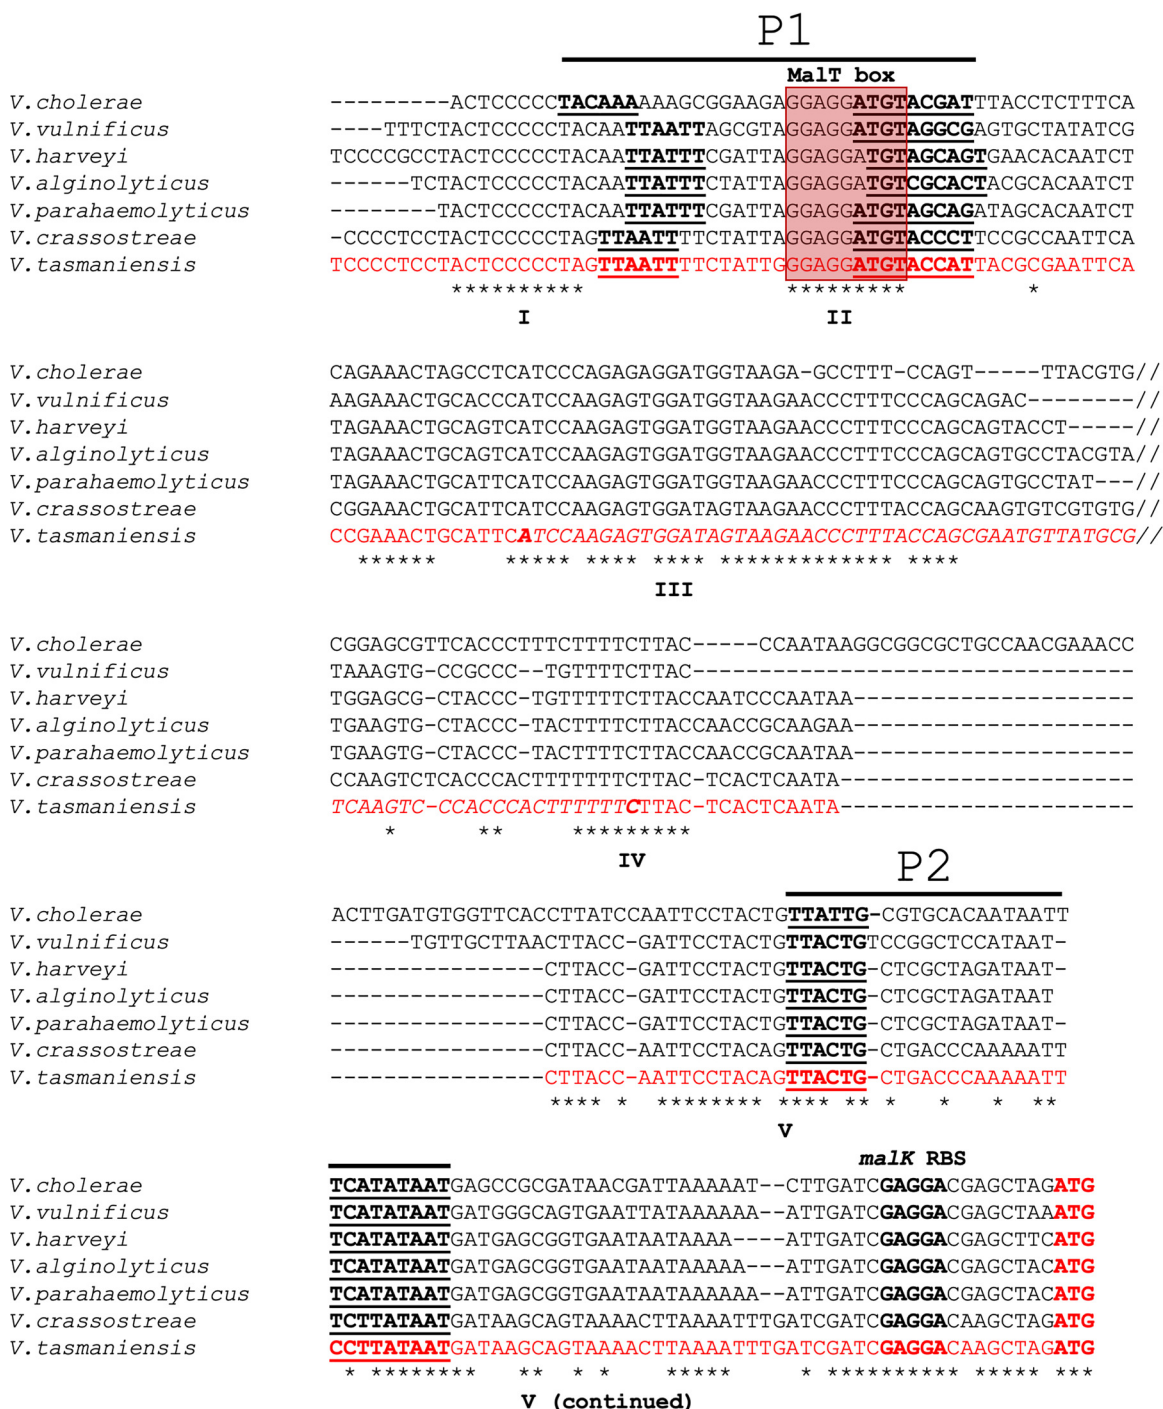 P1
MalT box
V.cholerae ---------ACTCCCCCTACAAAAAAGCGGAAGAGGAGGATGTACGATTTACCTCTTTCA
V.vulnificus ----TTTCTACTCCCCCTACAATTAATTAGCGTAGGAGGATGTAGGCGAGTGCTATATCG
V.harveyi TCCCCGCCTACTCCCCCTACAATTATTTCGATTAGGAGGATGTAGCAGTGAACACAATCT
V.alginolyticus ------TCTACTCCCCCTACAATTATTTCTATTAGGAGGATGTCGCACTACGCACAATCT
V.parahaemolyticus --------TACTCCCCCTACAATTATTTCGATTAGGAGGATGTAGCAGATAGCACAATCT
V.crassostreae -CCCCTCCTACTCCCCCTAGTTAATTTTCTATTAGGAGGATGTACCCTTCCGCCAATTCA
V.tasmaniensis TCCCCTCCTACTCCCCCTAGTTAATTTTCTATTGGGAGGATGTACCATTACGCGAATTCA
********** ********* *
I II
V.cholerae CAGAAACTAGCCTCATCCCAGAGAGGATGGTAAGA-GCCTTT-CCAGT-----TTACGTG//
V.vulnificus AAGAAACTGCACCCATCCAAGAGTGGATGGTAAGAACCCTTTCCCAGCAGAC--------//
V.harveyi TAGAAACTGCAGTCATCCAAGAGTGGATGGTAAGAACCCTTTCCCAGCAGTACCT-----//
V.alginolyticus TAGAAACTGCAGTCATCCAAGAGTGGATGGTAAGAACCCTTTCCCAGCAGTGCCTACGTA//
V.parahaemolyticus TAGAAACTGCATTCATCCAAGAGTGGATGGTAAGAACCCTTTCCCAGCAGTGCCTAT---//
V.crassostreae CGGAAACTGCATTCATCCAAGAGTGGATAGTAAGAACCCTTTACCAGCAAGTGTCGTGTG//
V.tasmaniensis CCGAAACTGCATTCATCCAAGAGTGGATAGTAAGAACCCTTTACCAGCGAATGTTATGCG//
****** ***** **** ************* ****
III
V.cholerae CGGAGCGTTCACCCTTTCTTTTCTTAC-----CCAATAAGGCGGCGCTGCCAACGAAACC
V.vulnificus TAAAGTG-CCGCCC--TGTTTTCTTAC---------------------------------
V.harveyi TGGAGCG-CTACCC-TGTTTTTCTTACCAATCCCAATAA---------------------
V.alginolyticus TGAAGTG-CTACCC-TACTTTTCTTACCAACCGCAAGAA---------------------
V.parahaemolyticus TGAAGTG-CTACCC-TACTTTTCTTACCAACCGCAATAA---------------------
V.crassostreae CCAAGTCTCACCCACTTTTTTTCTTAC-TCACTCAATA----------------------
V.tasmaniensis TCAAGTC-CCACCCACTTTTTTCTTAC-TCACTCAATA----------------------
* ** *********
IV
P2
V.cholerae ACTTGATGTGGTTCACCTTATCCAATTCCTACTGTTATTG-CGTGCACAATAATT
V.vulnificus ------TGTTGCTTAACTTACC-GATTCCTACTGTTACTGTCCGGCTCCATAAT-
V.harveyi ----------------CTTACC-GATTCCTACTGTTACTG-CTCGCTAGATAAT-
V.alginolyticus ----------------CTTACC-GATTCCTACTGTTACTG-CTCGCTAGATAAT
V.parahaemolyticus ----------------CTTACC-GATTCCTACTGTTACTG-CTCGCTAGATAAT-
V.crassostreae ----------------CTTACC-AATTCCTACAGTTACTG-CTGACCCAAAAATT
V.tasmaniensis ----------------CTTACC-AATTCCTACAGTTACTG-CTGACCCAAAAATT
**** * ******** **** ** * * * **
V
malK RBS
V.cholerae TCATATAATGAGCCGCGATAACGATTAAAAAT--CTTGATCGAGGACGAGCTAGATG
V.vulnificus TCATATAATGATGGGCAGTGAATTATAAAAAA--ATTGATCGAGGACGAGCTAAATG
V.harveyi TCATATAATGATGAGCGGTGAATAATAAAA----ATTGATCGAGGACGAGCTTCATG
V.alginolyticus TCATATAATGATGAGCGGTGAATAATAAAAA---ATTGATCGAGGACGAGCTACATG
V.parahaemolyticus TCATATAATGATGAGCGGTGAATAATAAAAAA--ATTGATCGAGGACGAGCTACATG
V.crassostreae TCTTATAATGATAAGCAGTAAAACTTAAAATTTGATCGATCGAGGACAAGCTAGATG
V.tasmaniensis CCTTATAATGATAAGCAGTAAAACTTAAAATTTGATCGATCGAGGACAAGCTAGATG
* ******** ** * * ***** * ********** ***** ***
V (continued)